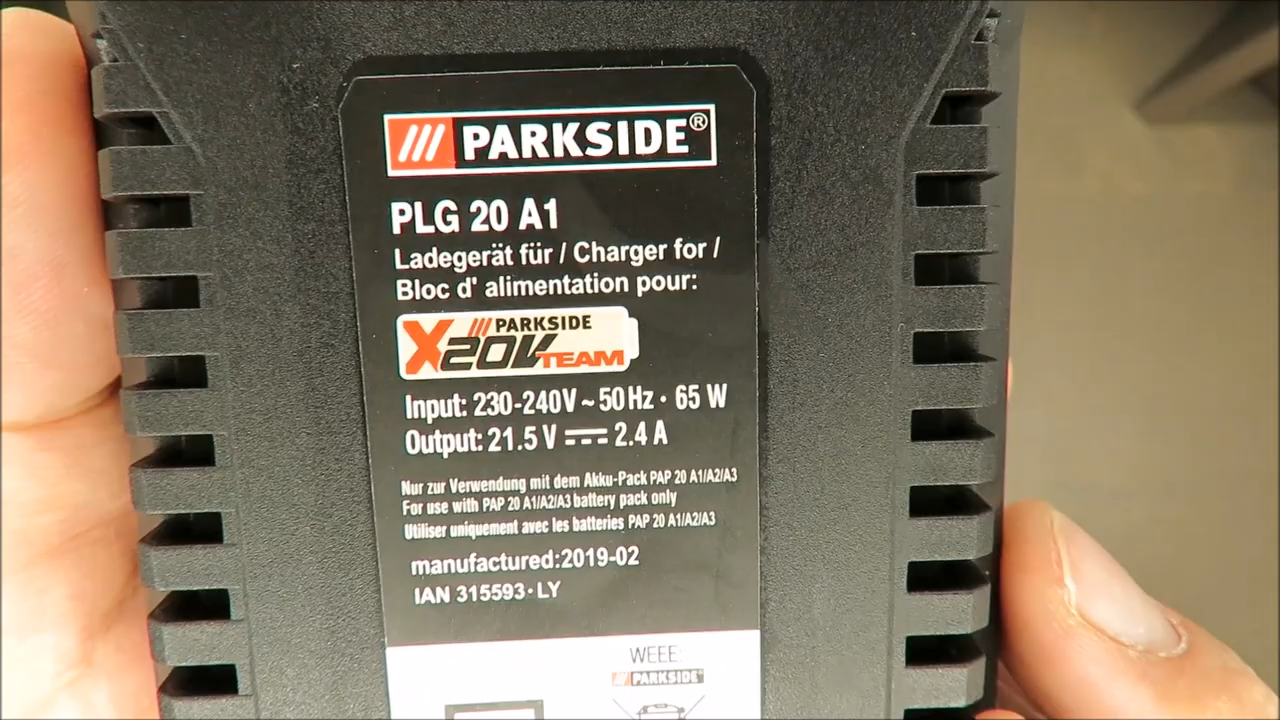 PARKSIDE®
PLG 20 A1
Ladegerät für / Charger for /
Bloc d' alimentation pour:
PARKSIDE
X20V TEAM
Input: 230-240V ~ 50Hz · 65 W
Output: 21.5 V ⎓ 2.4 A
Nur zur Verwendung mit dem Akku-Pack PAP 20 A1/A2/A3
For use with PAP 20 A1/A2/A3 battery pack only
Utiliser uniquement avec les batteries PAP 20 A1/A2/A3
manufactured:2019-02
IAN 315593·LY
WEEE:
PARKSIDE®